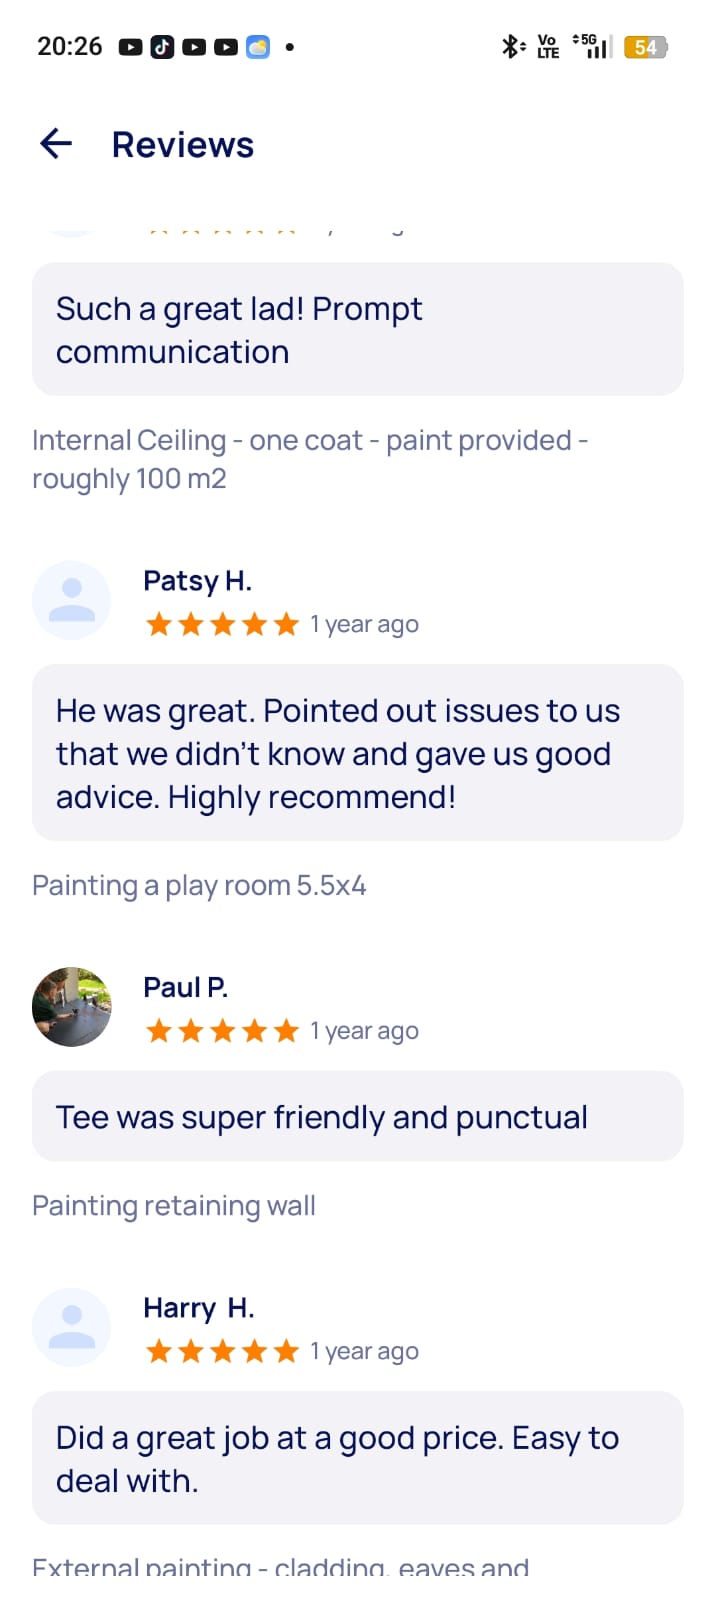 20:26
Vo
LTE
5G
54
Reviews
Such a great lad! Prompt
communication
Internal Ceiling - one coat - paint provided -
roughly 100 m2
Patsy H.
1 year ago
He was great. Pointed out issues to us
that we didn't know and gave us good
advice. Highly recommend!
Painting a play room 5.5x4
Paul P.
1 year ago
Tee was super friendly and punctual
Painting retaining wall
Harry H.
1 year ago
Did a great job at a good price. Easy to
deal with.
External painting - cladding, eaves and